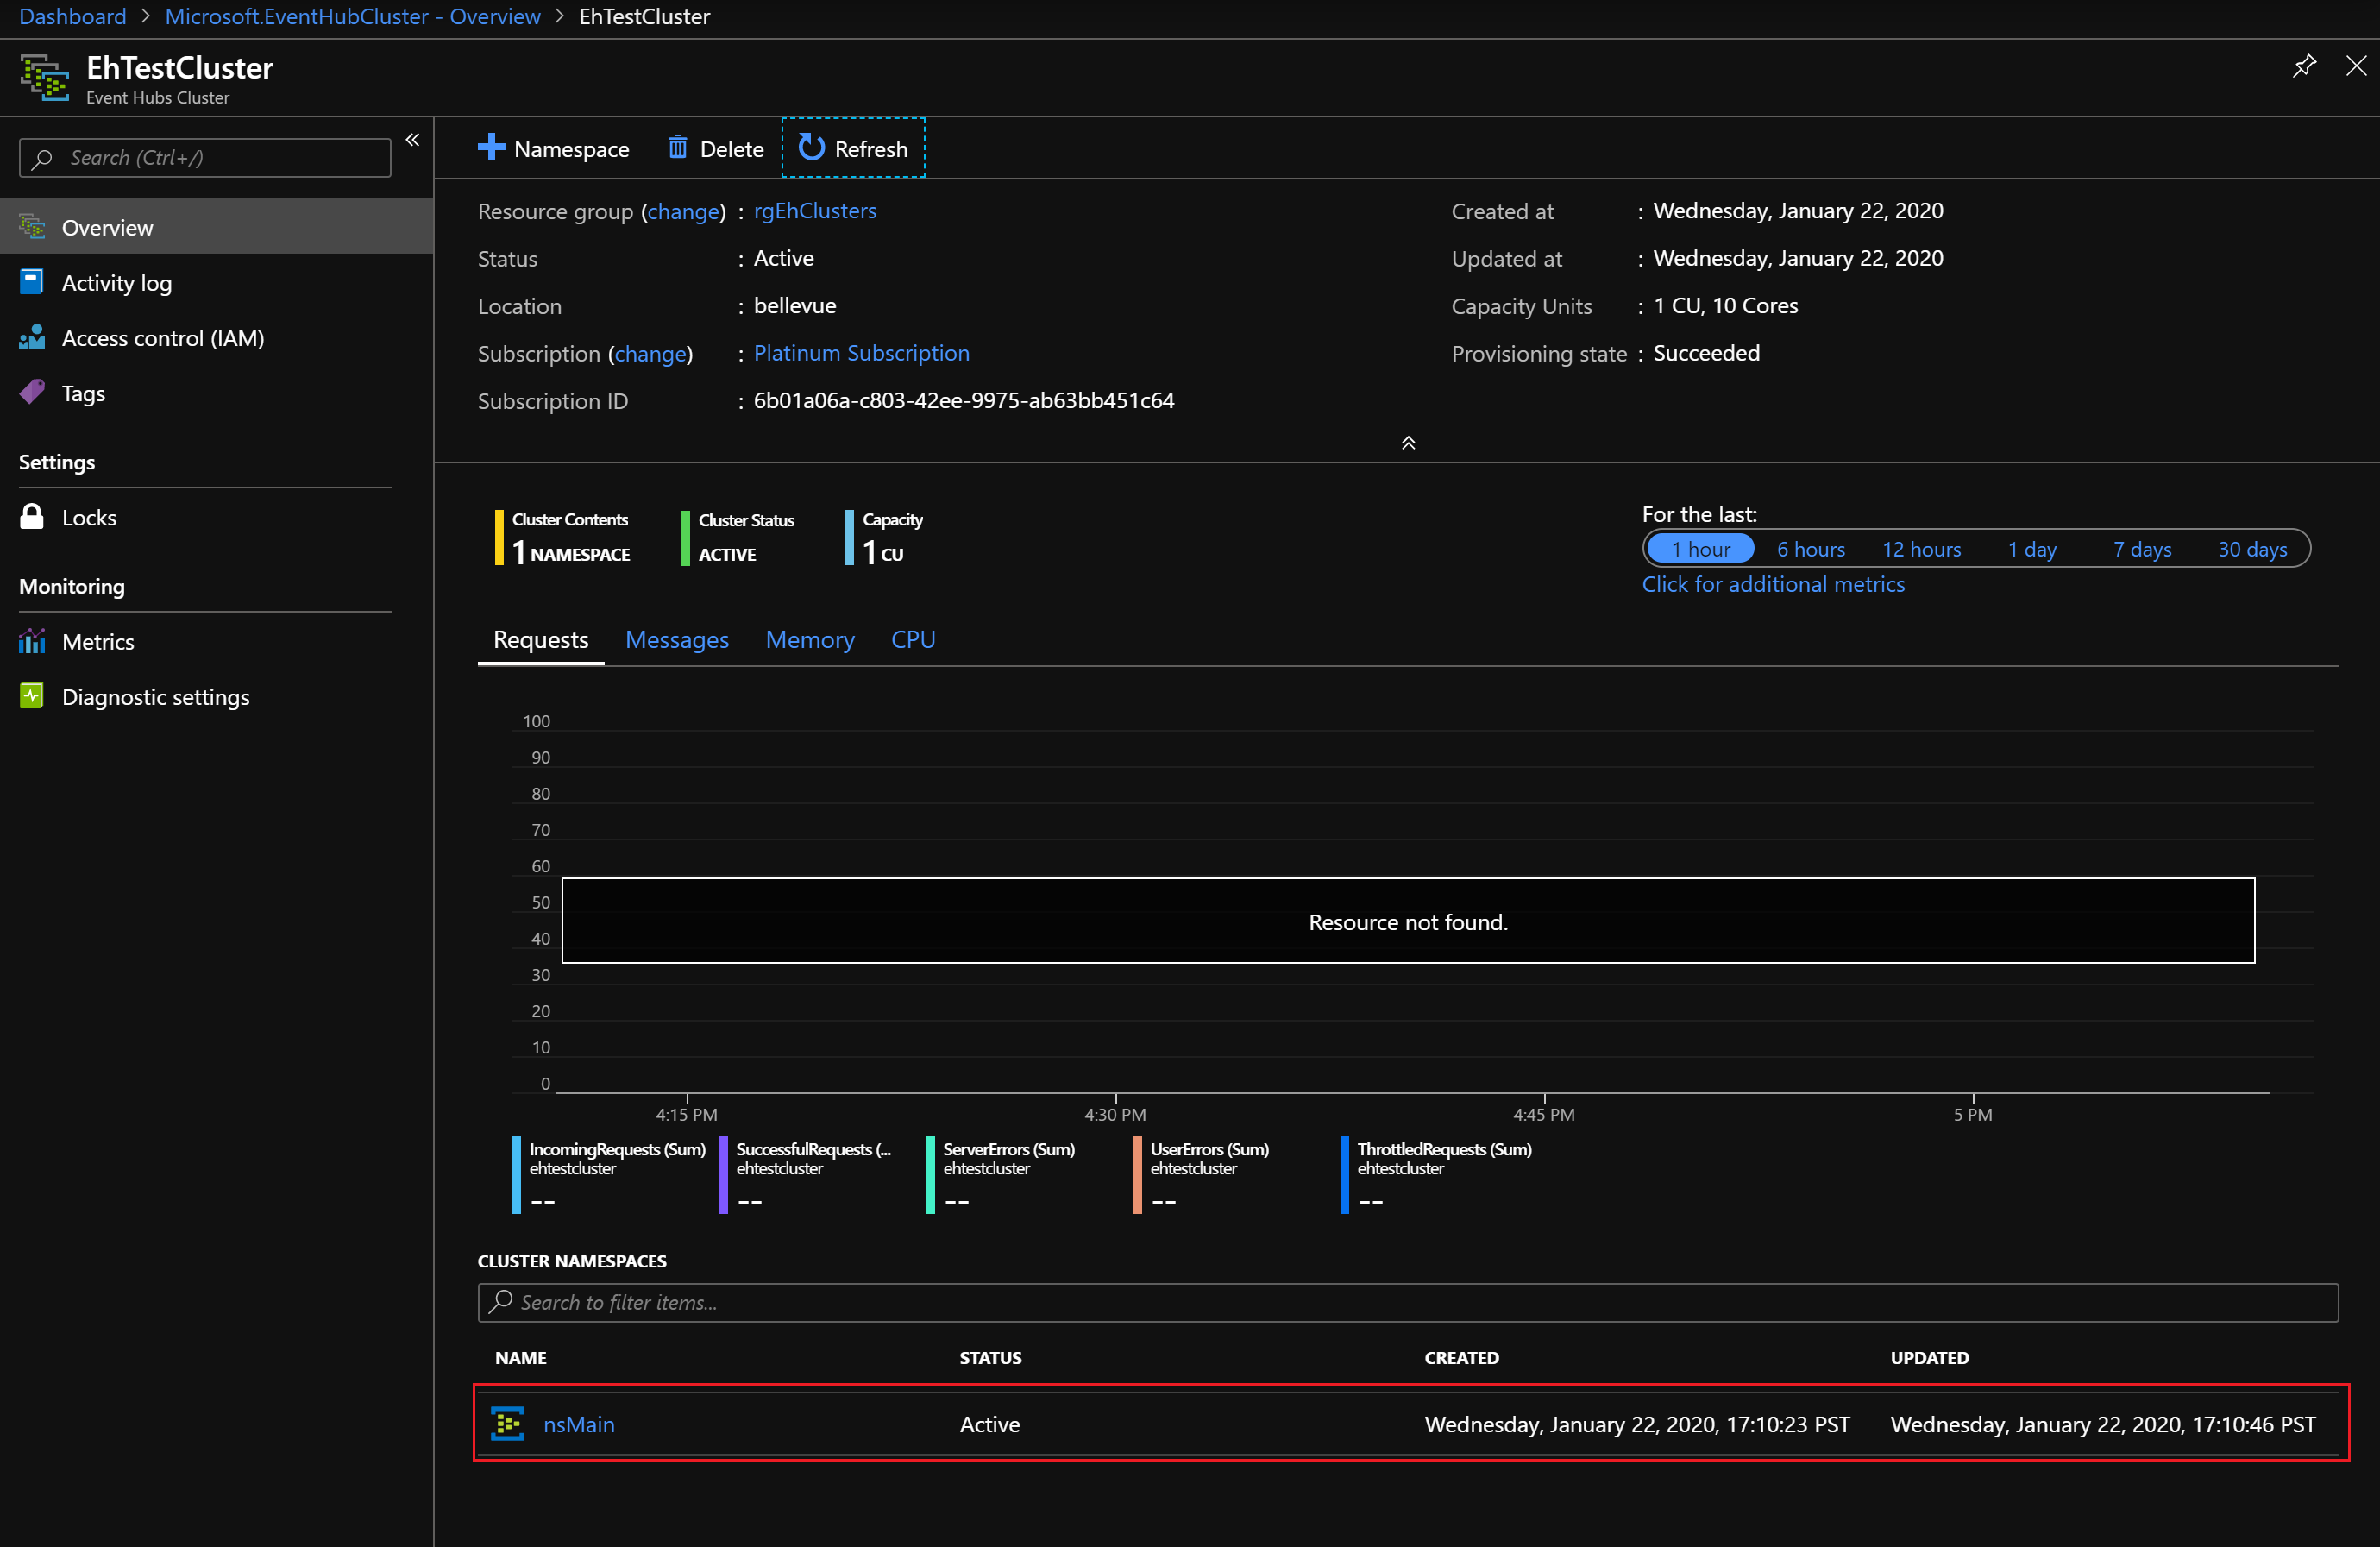 Dashboard > Microsoft.EventHubCluster - Overview > EhTestCluster
EhTestCluster
Event Hubs Cluster
Search (Ctrl+/)
Overview
Activity log
Access control (IAM)
Tags
Settings
Locks
Monitoring
Metrics
Diagnostic settings
Namespace Delete Refresh
Resource group (change) : rgEhClusters
Status : Active
Location : bellevue
Subscription (change) : Platinum Subscription
Subscription ID : 6b01a06a-c803-42ee-9975-ab63bb451c64
Created at : Wednesday, January 22, 2020
Updated at : Wednesday, January 22, 2020
Capacity Units : 1 CU, 10 Cores
Provisioning state : Succeeded
Cluster Contents
1 NAMESPACE
Cluster Status
ACTIVE
Capacity
1 CU
For the last:
1 hour 6 hours 12 hours 1 day 7 days 30 days
Click for additional metrics
Requests Messages Memory CPU
100
90
80
70
60
50
40
30
20
10
0
Resource not found.
4:15 PM 4:30 PM 4:45 PM 5 PM
IncomingRequests (Sum)
ehtestcluster
--
SuccessfulRequests (...
ehtestcluster
--
ServerErrors (Sum)
ehtestcluster
--
UserErrors (Sum)
ehtestcluster
--
ThrottledRequests (Sum)
ehtestcluster
--
CLUSTER NAMESPACES
Search to filter items...
NAME STATUS CREATED UPDATED
nsMain Active Wednesday, January 22, 2020, 17:10:23 PST Wednesday, January 22, 2020, 17:10:46 PST